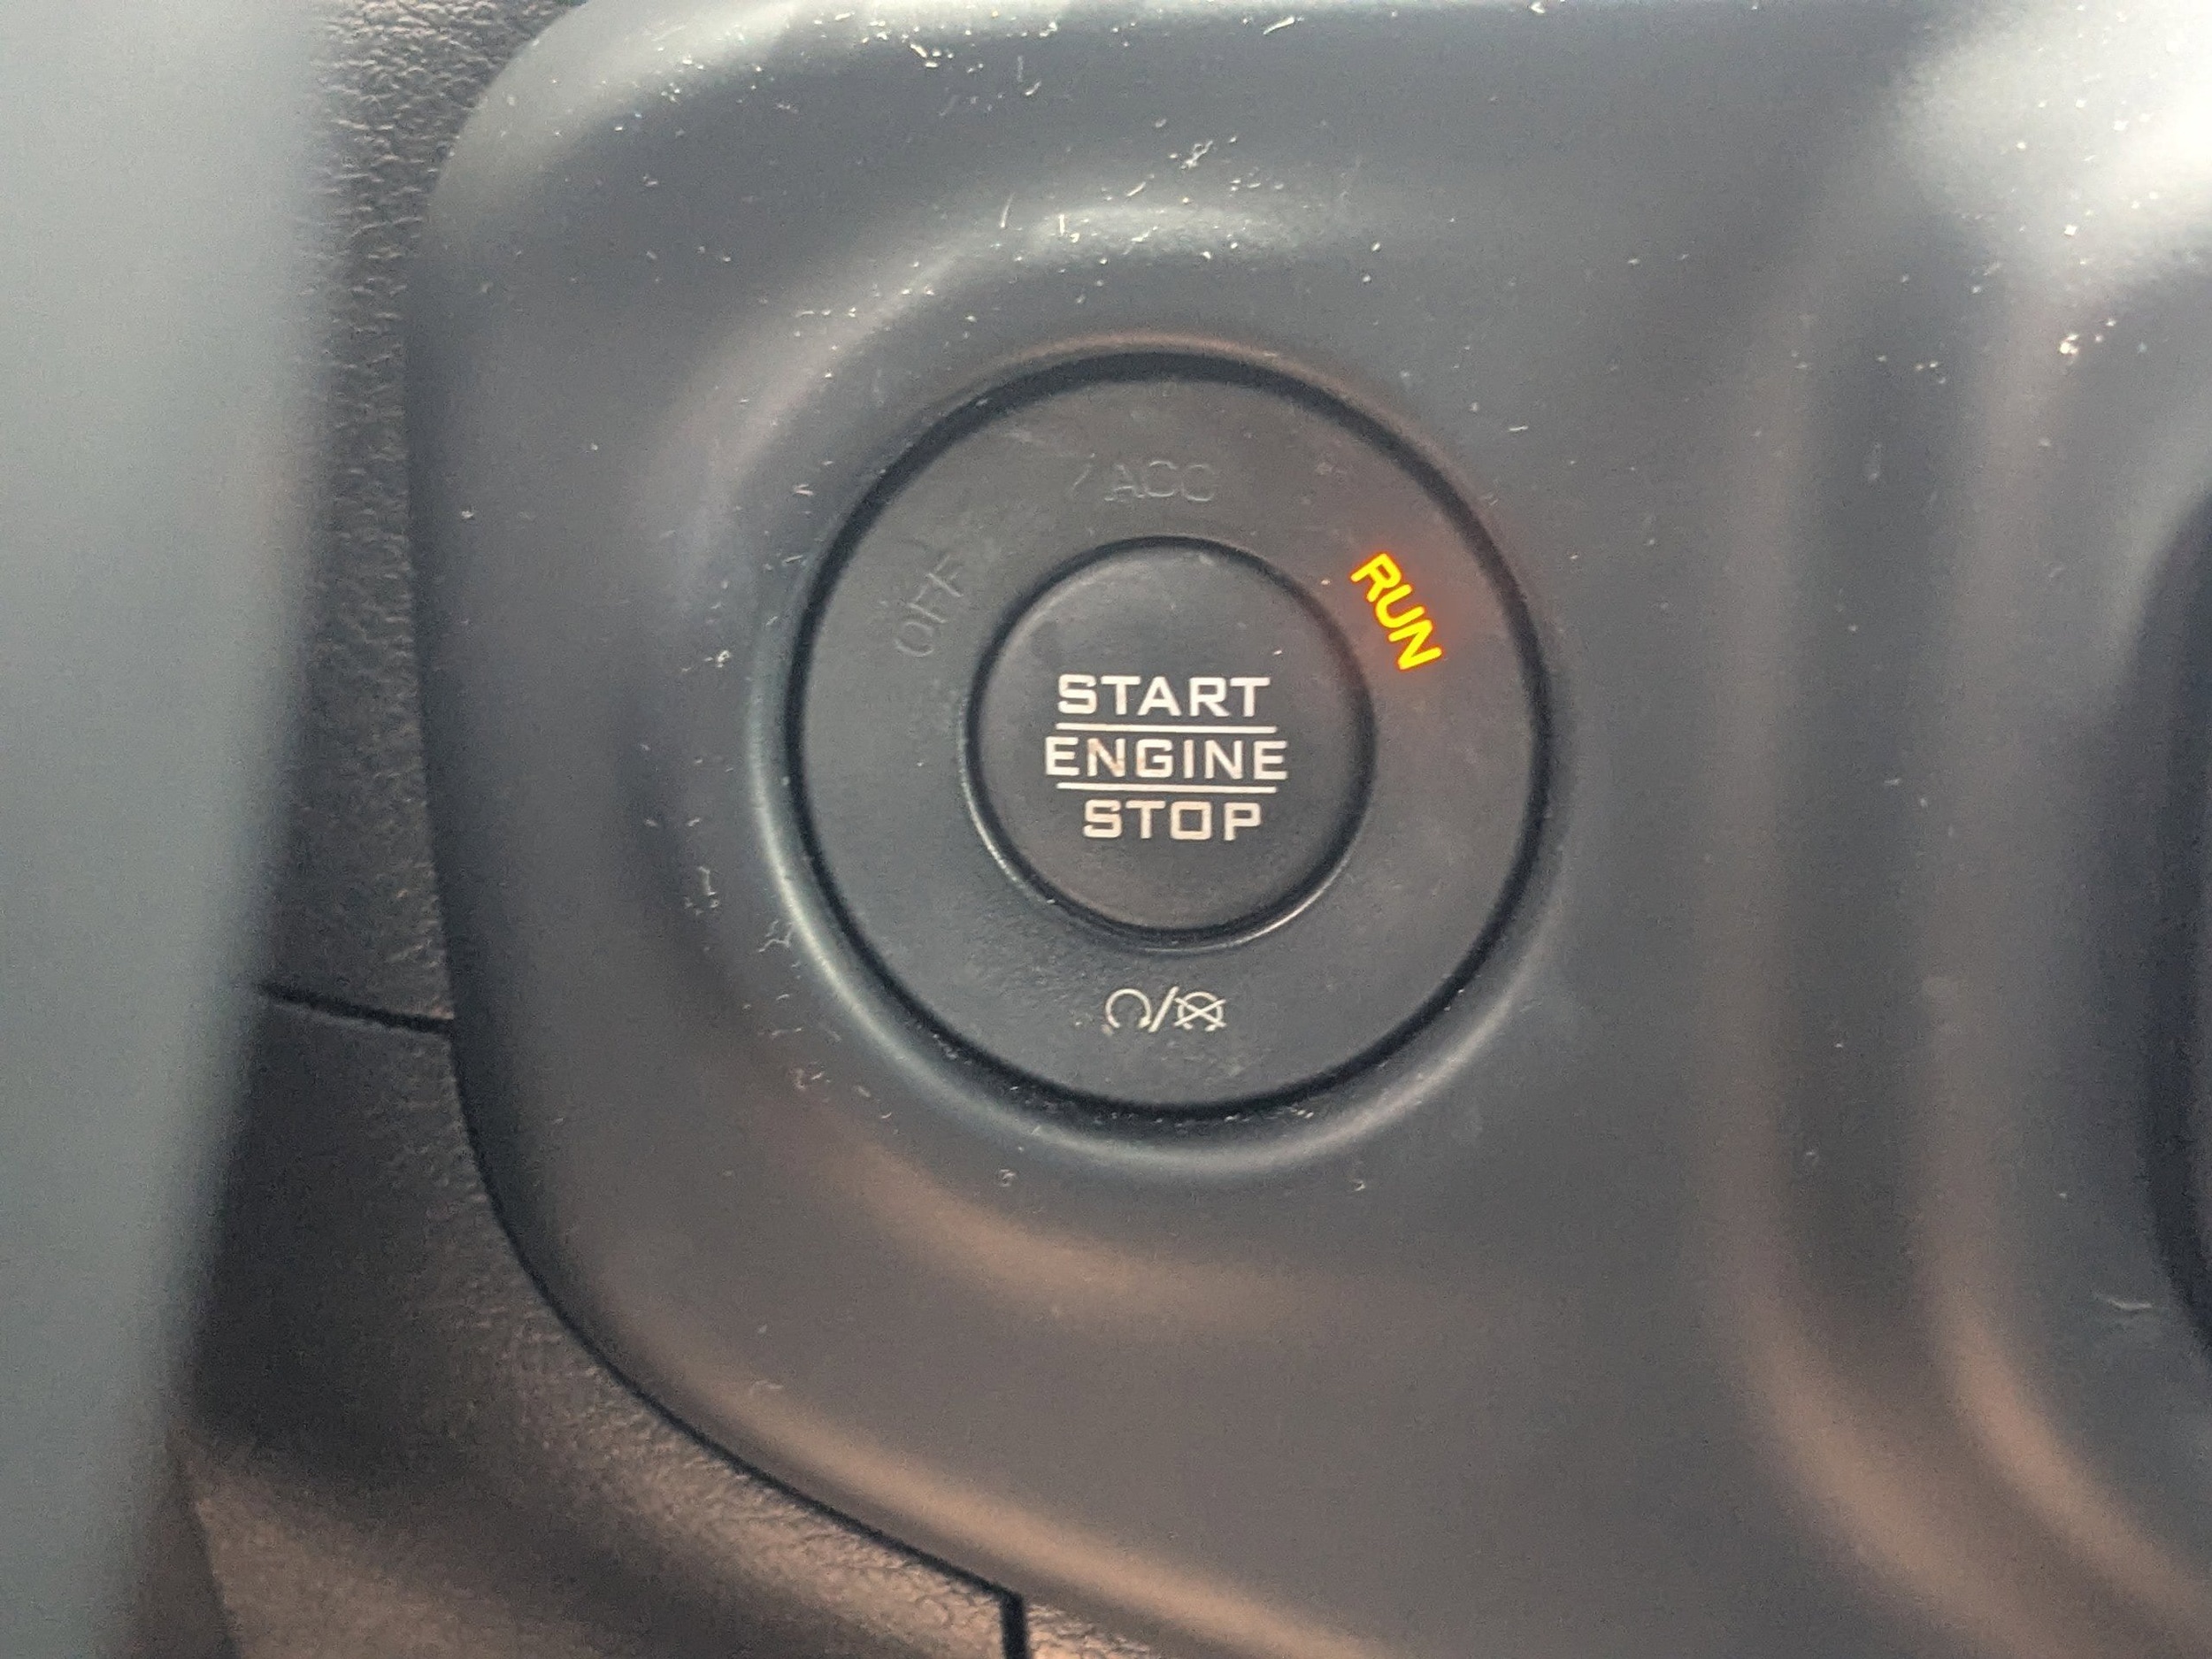 ACC
OFF
RUN
START
ENGINE
STOP